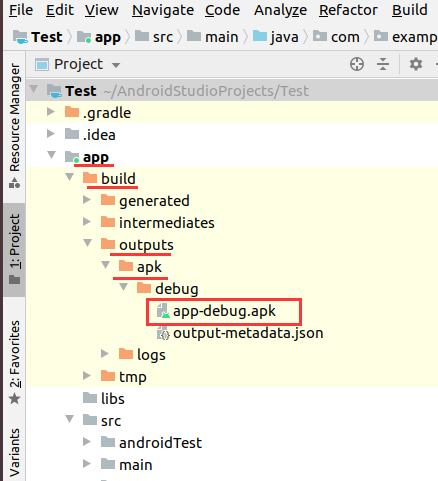 File Edit View Navigate Code Analyze Refactor Build
Test app src main java com examp
Project
Test ~/AndroidStudioProjects/Test
.gradle
.idea
app
build
generated
intermediates
outputs
apk
debug
app-debug.apk
output-metadata.json
logs
tmp
libs
src
androidTest
main
Resource Manager
1: Project
2: Favorites
Variants